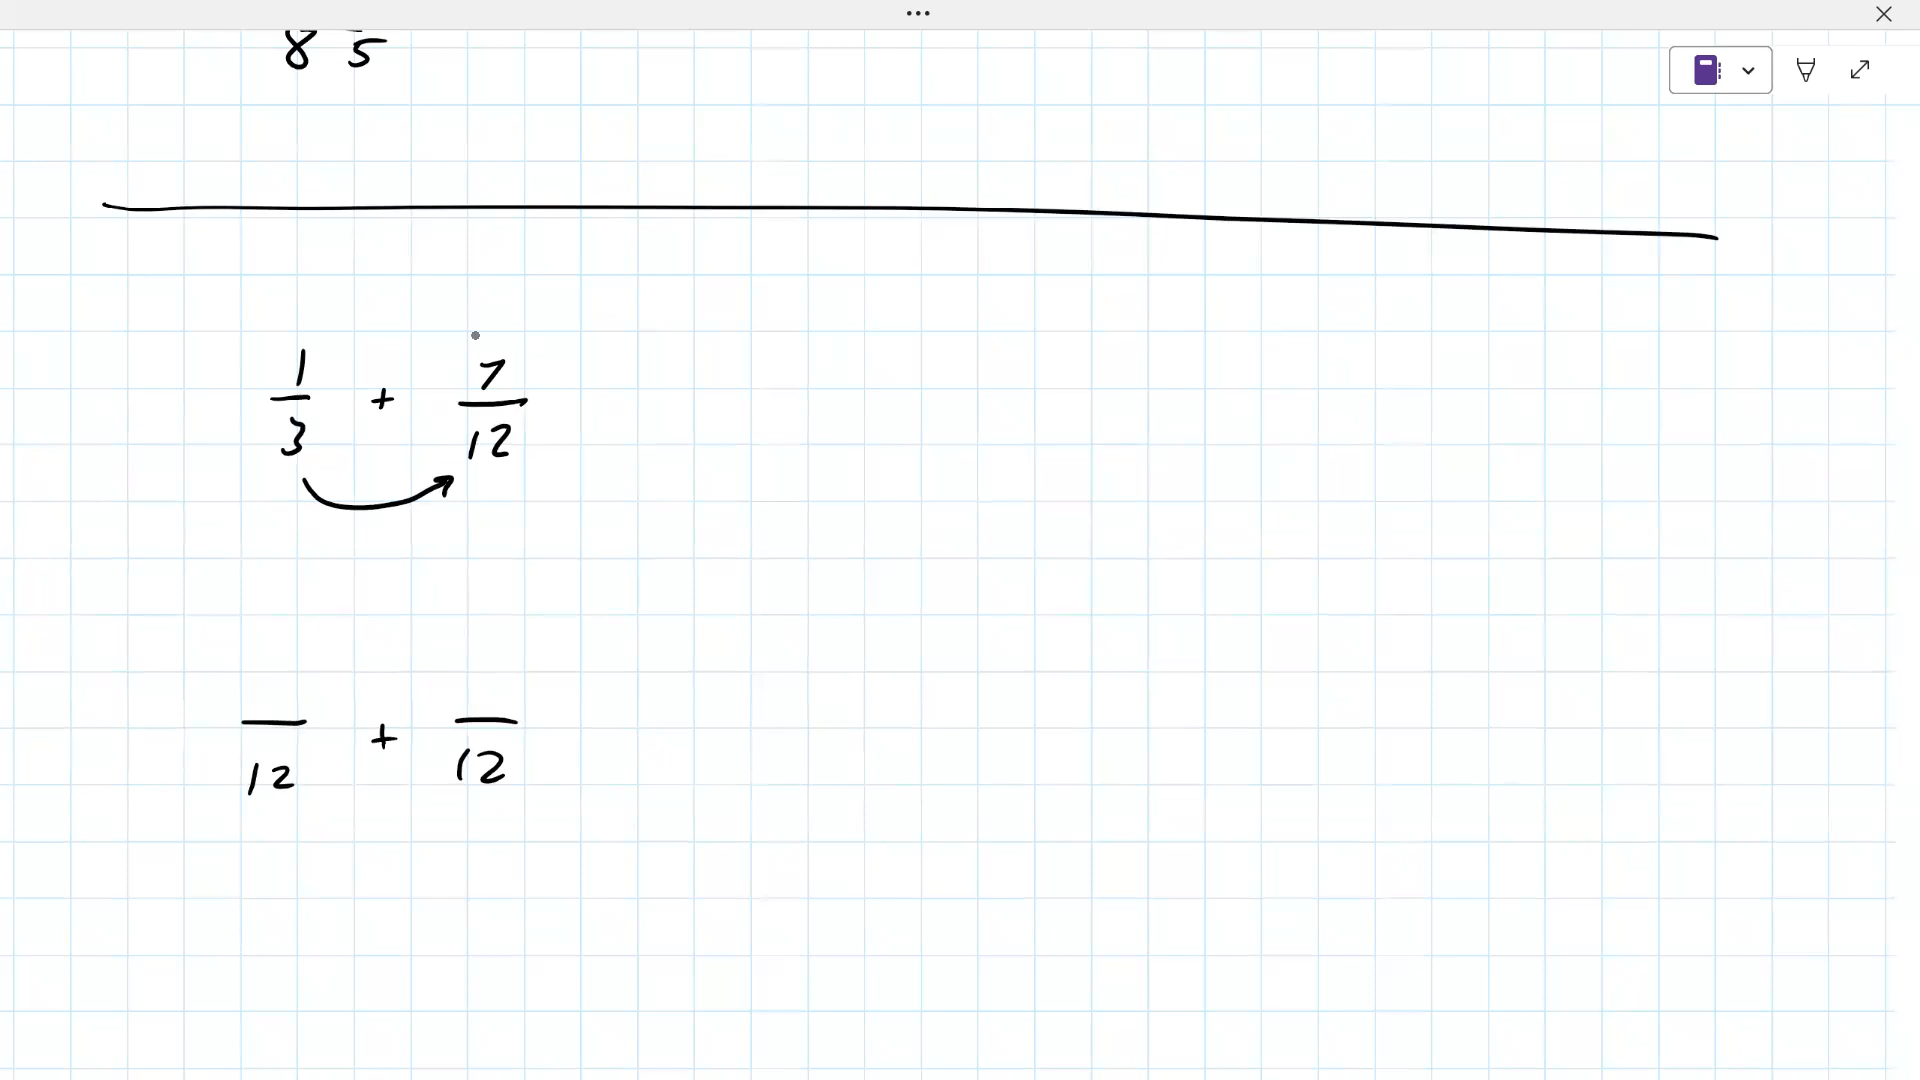 8 5
1 7
— + —
3 12
— + —
12 12